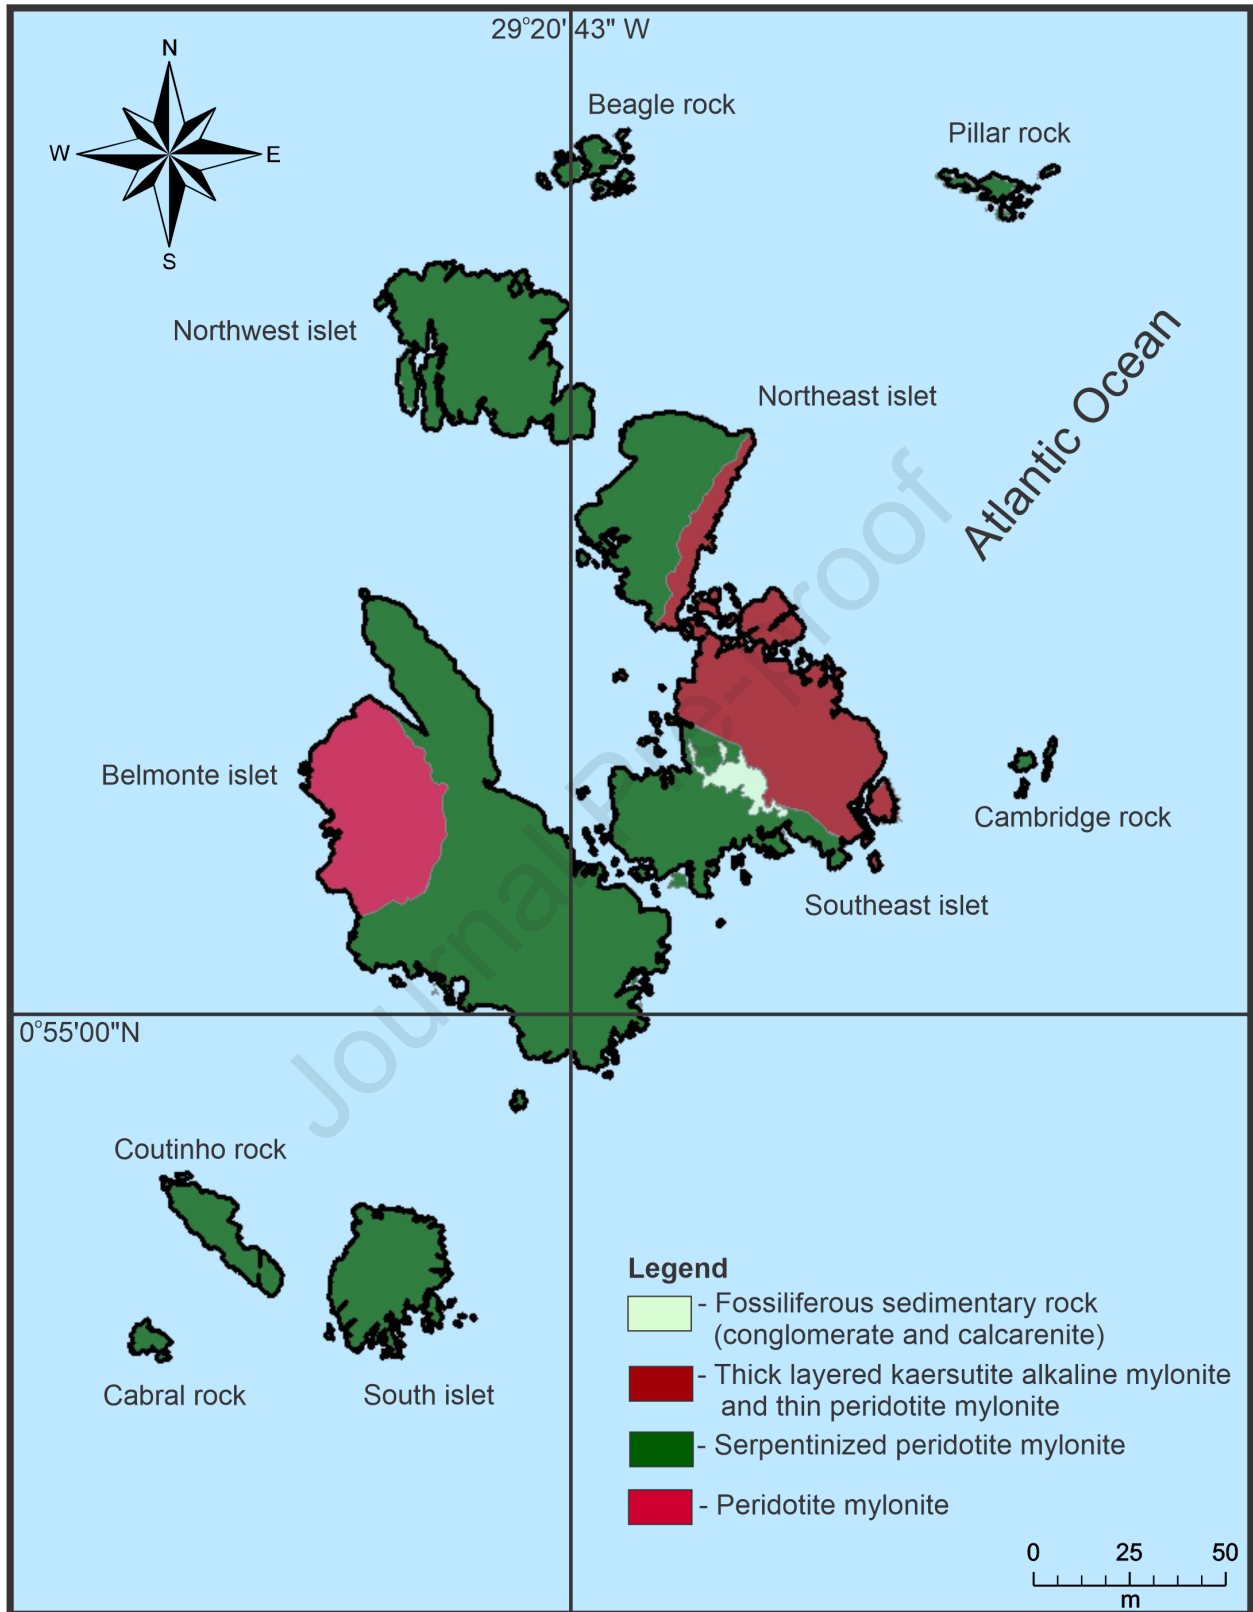 29°20'43" W
N
W
E
S
Beagle rock
Pillar rock
Northwest islet
Northeast islet
Atlantic Ocean
Journal Pre-proof
Belmonte islet
Cambridge rock
Southeast islet
0°55'00"N
Coutinho rock
Cabral rock
South islet
Legend
- Fossiliferous sedimentary rock
(conglomerate and calcarenite)
- Thick layered kaersutite alkaline mylonite
and thin peridotite mylonite
- Serpentinized peridotite mylonite
- Peridotite mylonite
0 25 50
m